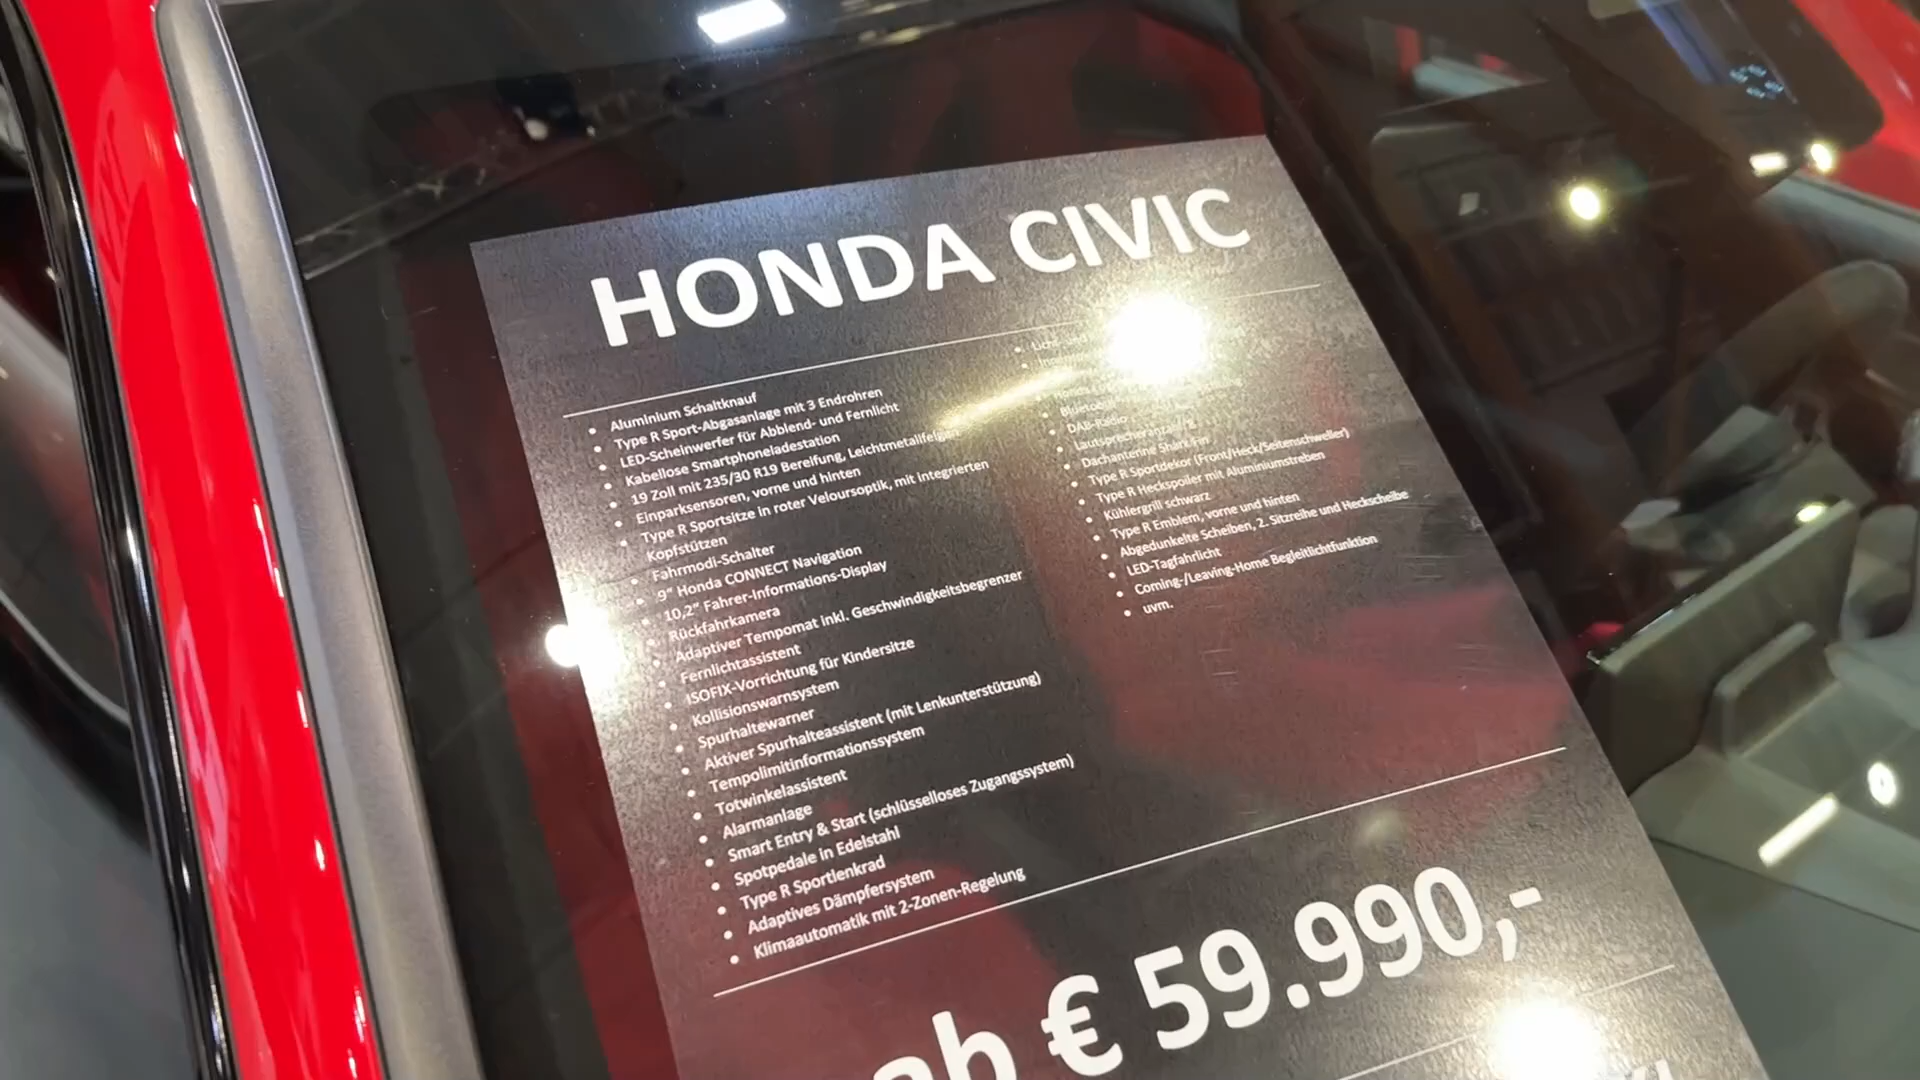 HONDA CIVIC
• Aluminium Schaltknauf
• Type R Sport-Abgasanlage mit 3 Endrohren
• LED-Scheinwerfer für Abblend- und Fernlicht
• Kabellose Smartphoneladestation
• 19 Zoll mit 235/30 R19 Bereifung, Leichtmetallfelgen
• Einparksensoren, vorne und hinten
• Type R Sportsitze in roter Veloursoptik, mit integrierten
Kopfstützen
• Fahrmodi-Schalter
• 9" Honda CONNECT Navigation
• 10,2" Fahrer-Informations-Display
• Rückfahrkamera
• Adaptiver Tempomat inkl. Geschwindigkeitsbegrenzer
• Fernlichtassistent
• ISOFIX-Vorrichtung für Kindersitze
• Kollisionswarnsystem
• Spurhaltewarner
• Aktiver Spurhalteassistent (mit Lenkunterstützung)
• Tempolimitinformationssystem
• Totwinkelassistent
• Alarmanlage
• Smart Entry & Start (schlüsselloses Zugangssystem)
• Spotpedale in Edelstahl
• Type R Sportlenkrad
• Adaptives Dämpfersystem
• Klimaautomatik mit 2-Zonen-Regelung
• DAB-Radio
• Lautsprecheranzahl
• Dachantenne Shark Fin
• Type R Sportdekor (Front/Heck/Seitenschweller)
• Type R Heckspoiler mit Aluminiumstreben
• Kühlergrill schwarz
• Type R Emblem, vorne und hinten
• Abgedunkelte Scheiben, 2. Sitzreihe und Heckscheibe
• LED-Tagfahrlicht
• Coming-/Leaving-Home Begleitlichtfunktion
• uvm.
ab € 59.990,-